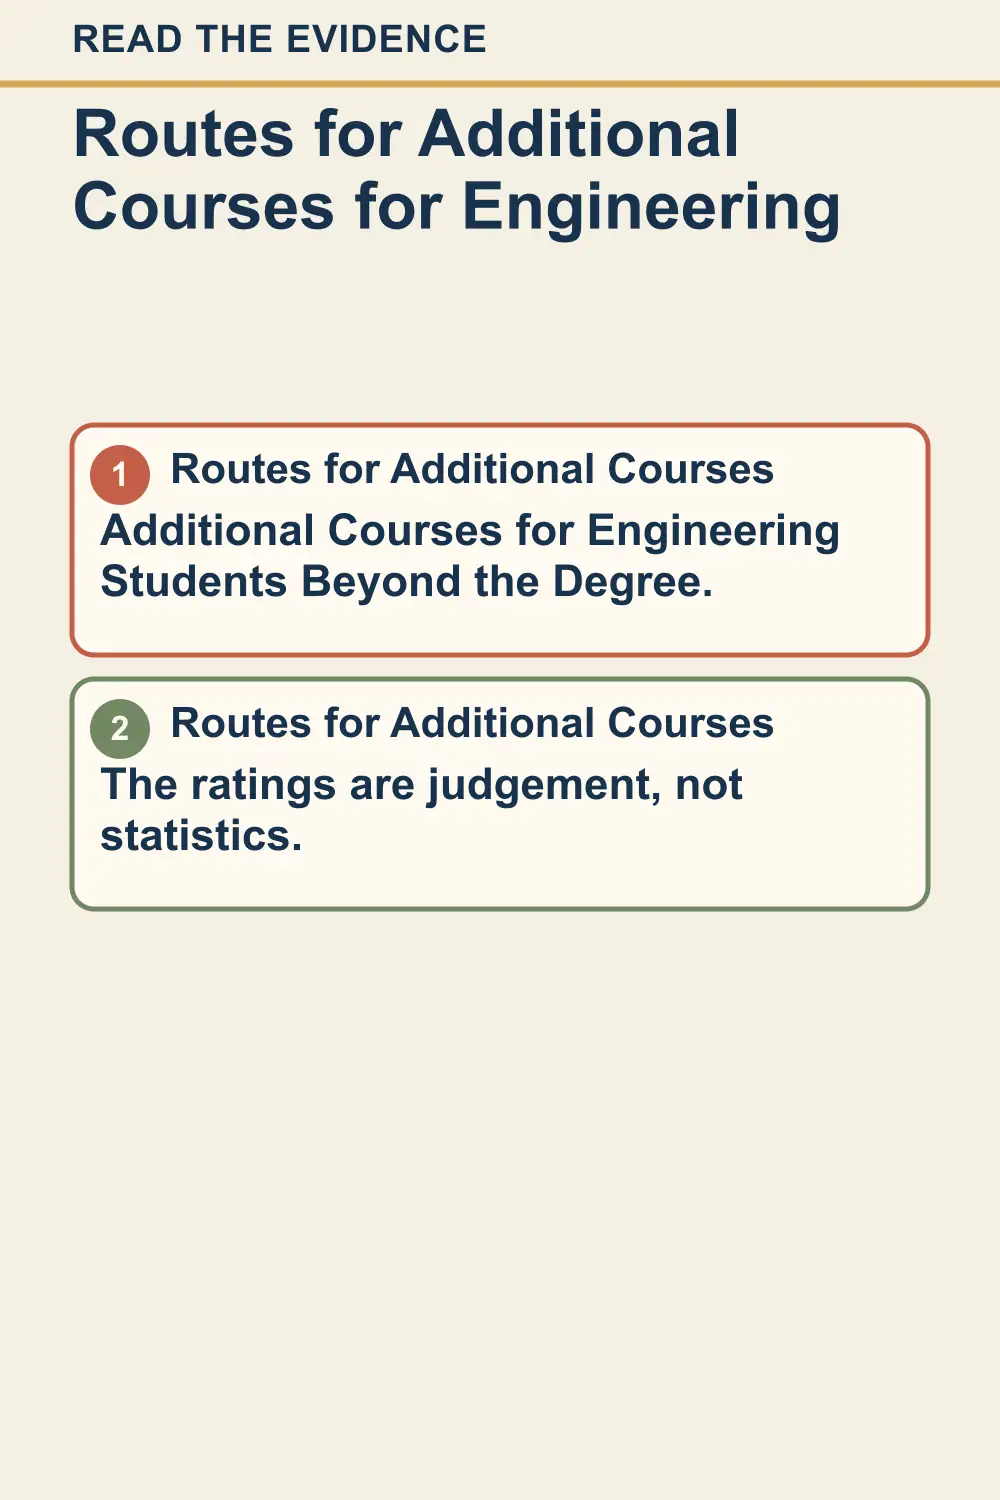 READ THE EVIDENCE
Routes for Additional
Courses for Engineering
1 Routes for Additional Courses
Additional Courses for Engineering
Students Beyond the Degree.
2 Routes for Additional Courses
The ratings are judgement, not
statistics.